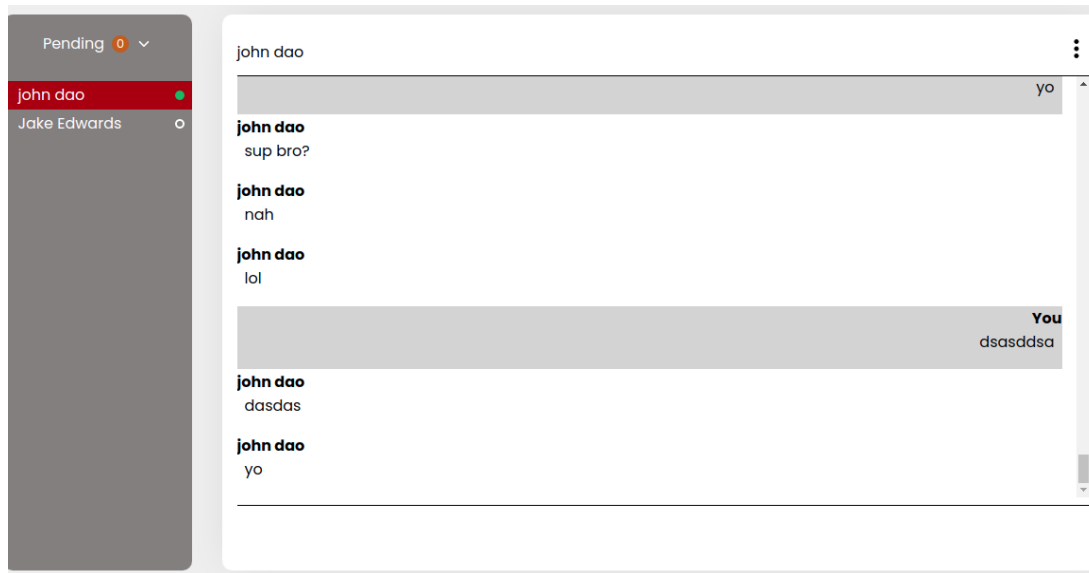 Pending 0
john dao
Jake Edwards
john dao
yo
john dao
sup bro?
john dao
nah
john dao
lol
You
dsasddsa
john dao
dasdas
john dao
yo